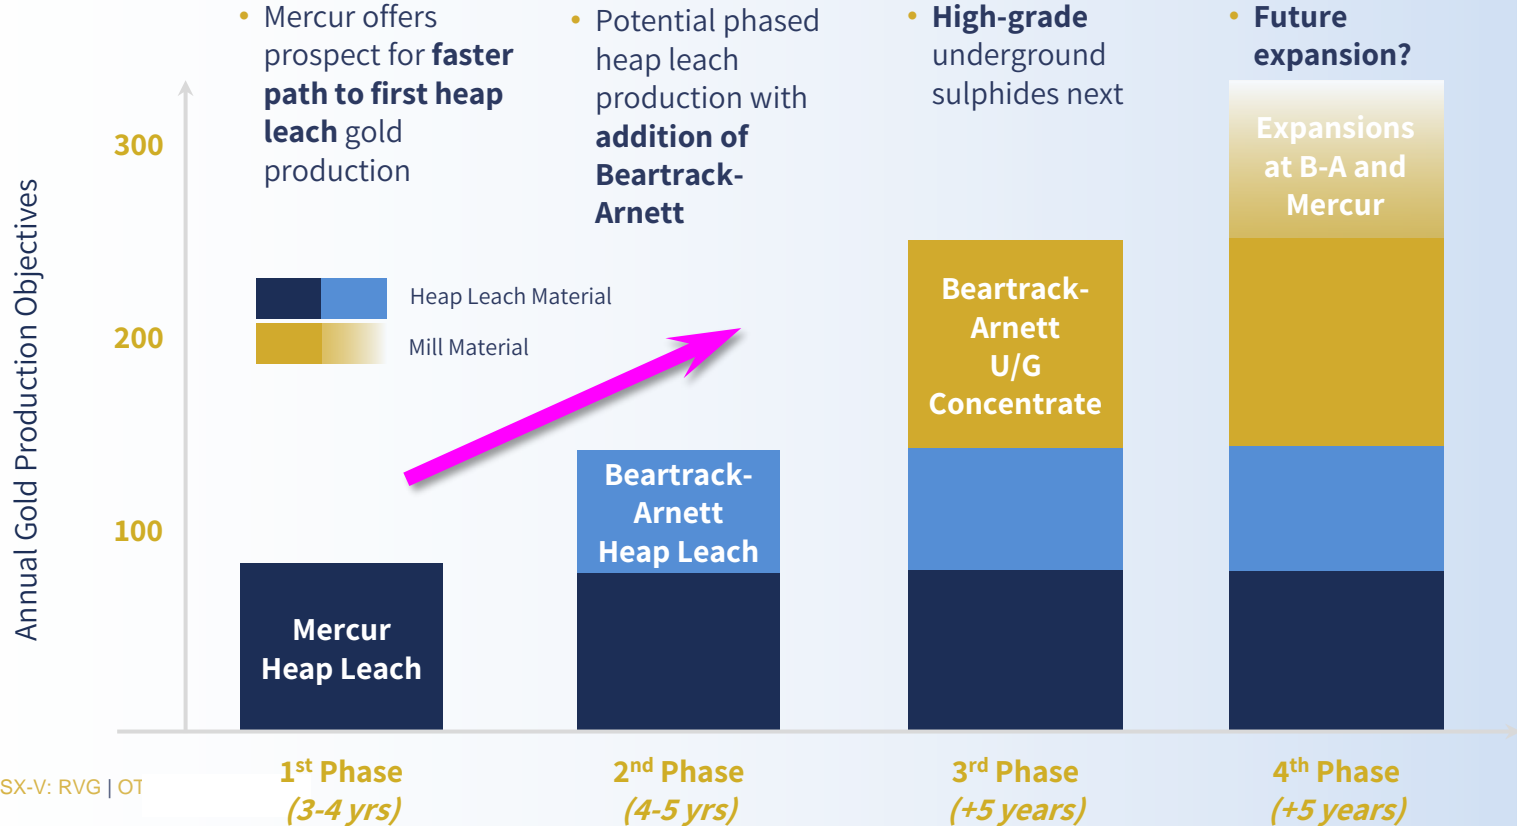 • Mercur offers
prospect for faster
path to first heap
leach gold
production
• Potential phased
heap leach
production with
addition of
Beartrack-
Arnett
• High-grade
underground
sulphides next
• Future
expansion?
Annual Gold Production Objectives
300
200
100
Heap Leach Material
Mill Material
Mercur
Heap Leach
Beartrack-
Arnett
Heap Leach
Beartrack-
Arnett
U/G
Concentrate
Expansions
at B-A and
Mercur
1st Phase
(3-4 yrs)
2nd Phase
(4-5 yrs)
3rd Phase
(+5 years)
4th Phase
(+5 years)
SX-V: RVG | OT